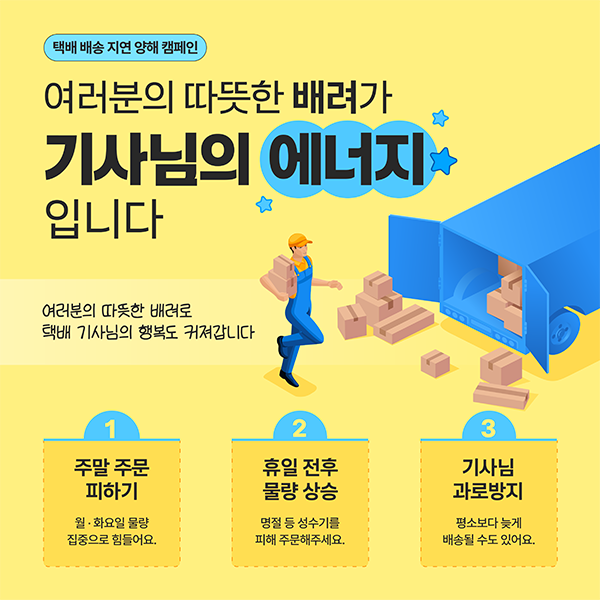 택배 배송 지연 양해 캠페인
여러분의 따뜻한 배려가
기사님의 에너지
입니다
여러분의 따뜻한 배려로
택배 기사님의 행복도 커져갑니다
1
주말 주문
피하기
월·화요일 물량
집중으로 힘들어요.
2
휴일 전후
물량 상승
명절 등 성수기를
피해 주문해주세요.
3
기사님
과로방지
평소보다 늦게
배송될 수도 있어요.